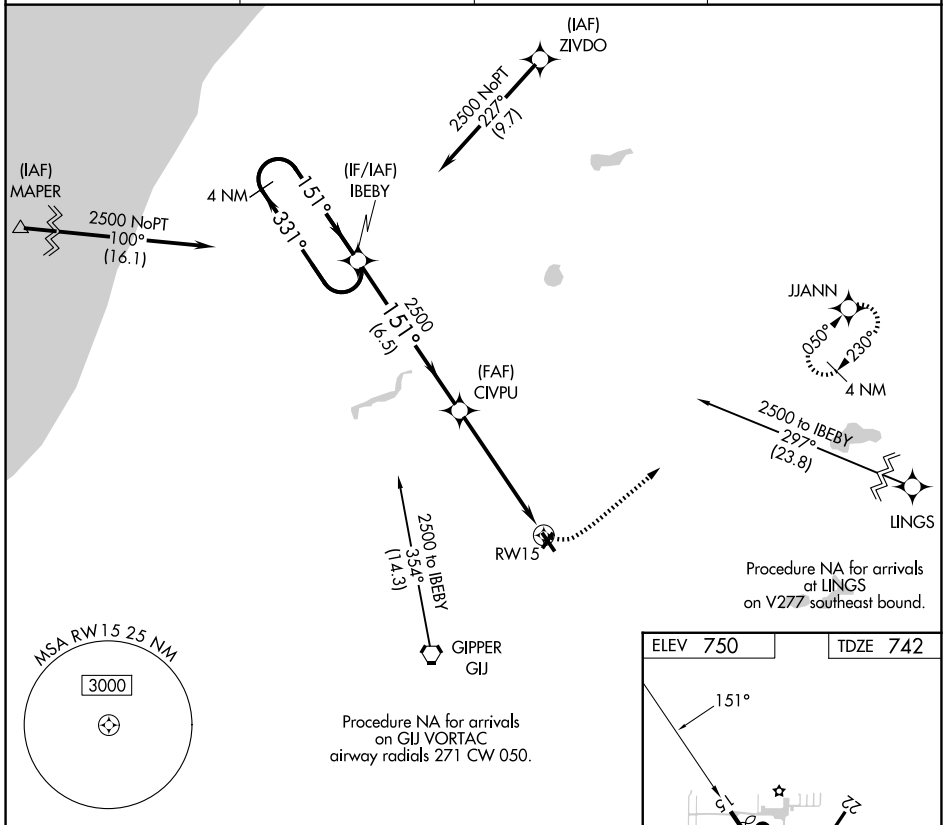 (IAF)
ZIVDO
2500 NoPT
227°
(9.7)
(IAF)
MAPER
2500 NoPT
100°
(16.1)
4 NM
151°
331°
(IF/IAF)
IBEBY
2500
151°
(6.5)
(FAF)
CIVPU
JJANN
050°
230°
4 NM
2500 to IBEBY
297°
(23.8)
LINGS
RW15
2500 to IBEBY
354°
(14.3)
Procedure NA for arrivals
at LINGS
on V277 southeast bound.
GIPPER
GIJ
MSA RW15 25 NM
3000
Procedure NA for arrivals
on GIJ VORTAC
airway radials 271 CW 050.
ELEV 750
TDZE 742
151°
15
22